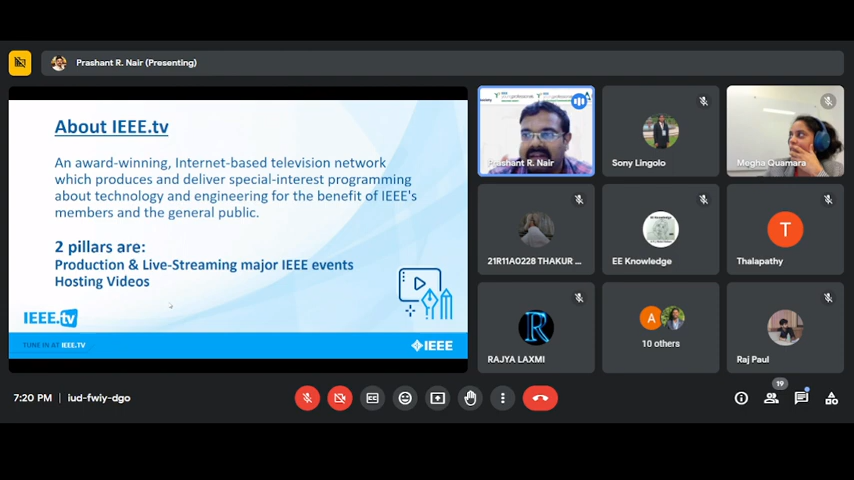 Prashant R. Nair (Presenting)
About IEEE.tv
An award-winning, Internet-based television network
which produces and deliver special-interest programming
about technology and engineering for the benefit of IEEE's
members and the general public.
2 pillars are:
Production & Live-Streaming major IEEE events
Hosting Videos
IEEE.tv
TUNE IN AT IEEE.TV
IEEE
Prashant R. Nair
Sony Lingolo
Megha Quamara
21R11A0228 THAKUR ...
EE Knowledge
T
Thalapathy
R
RAJYA LAXMI
A
10 others
Raj Paul
7:20 PM
iud-fwiy-dgo
CC
19